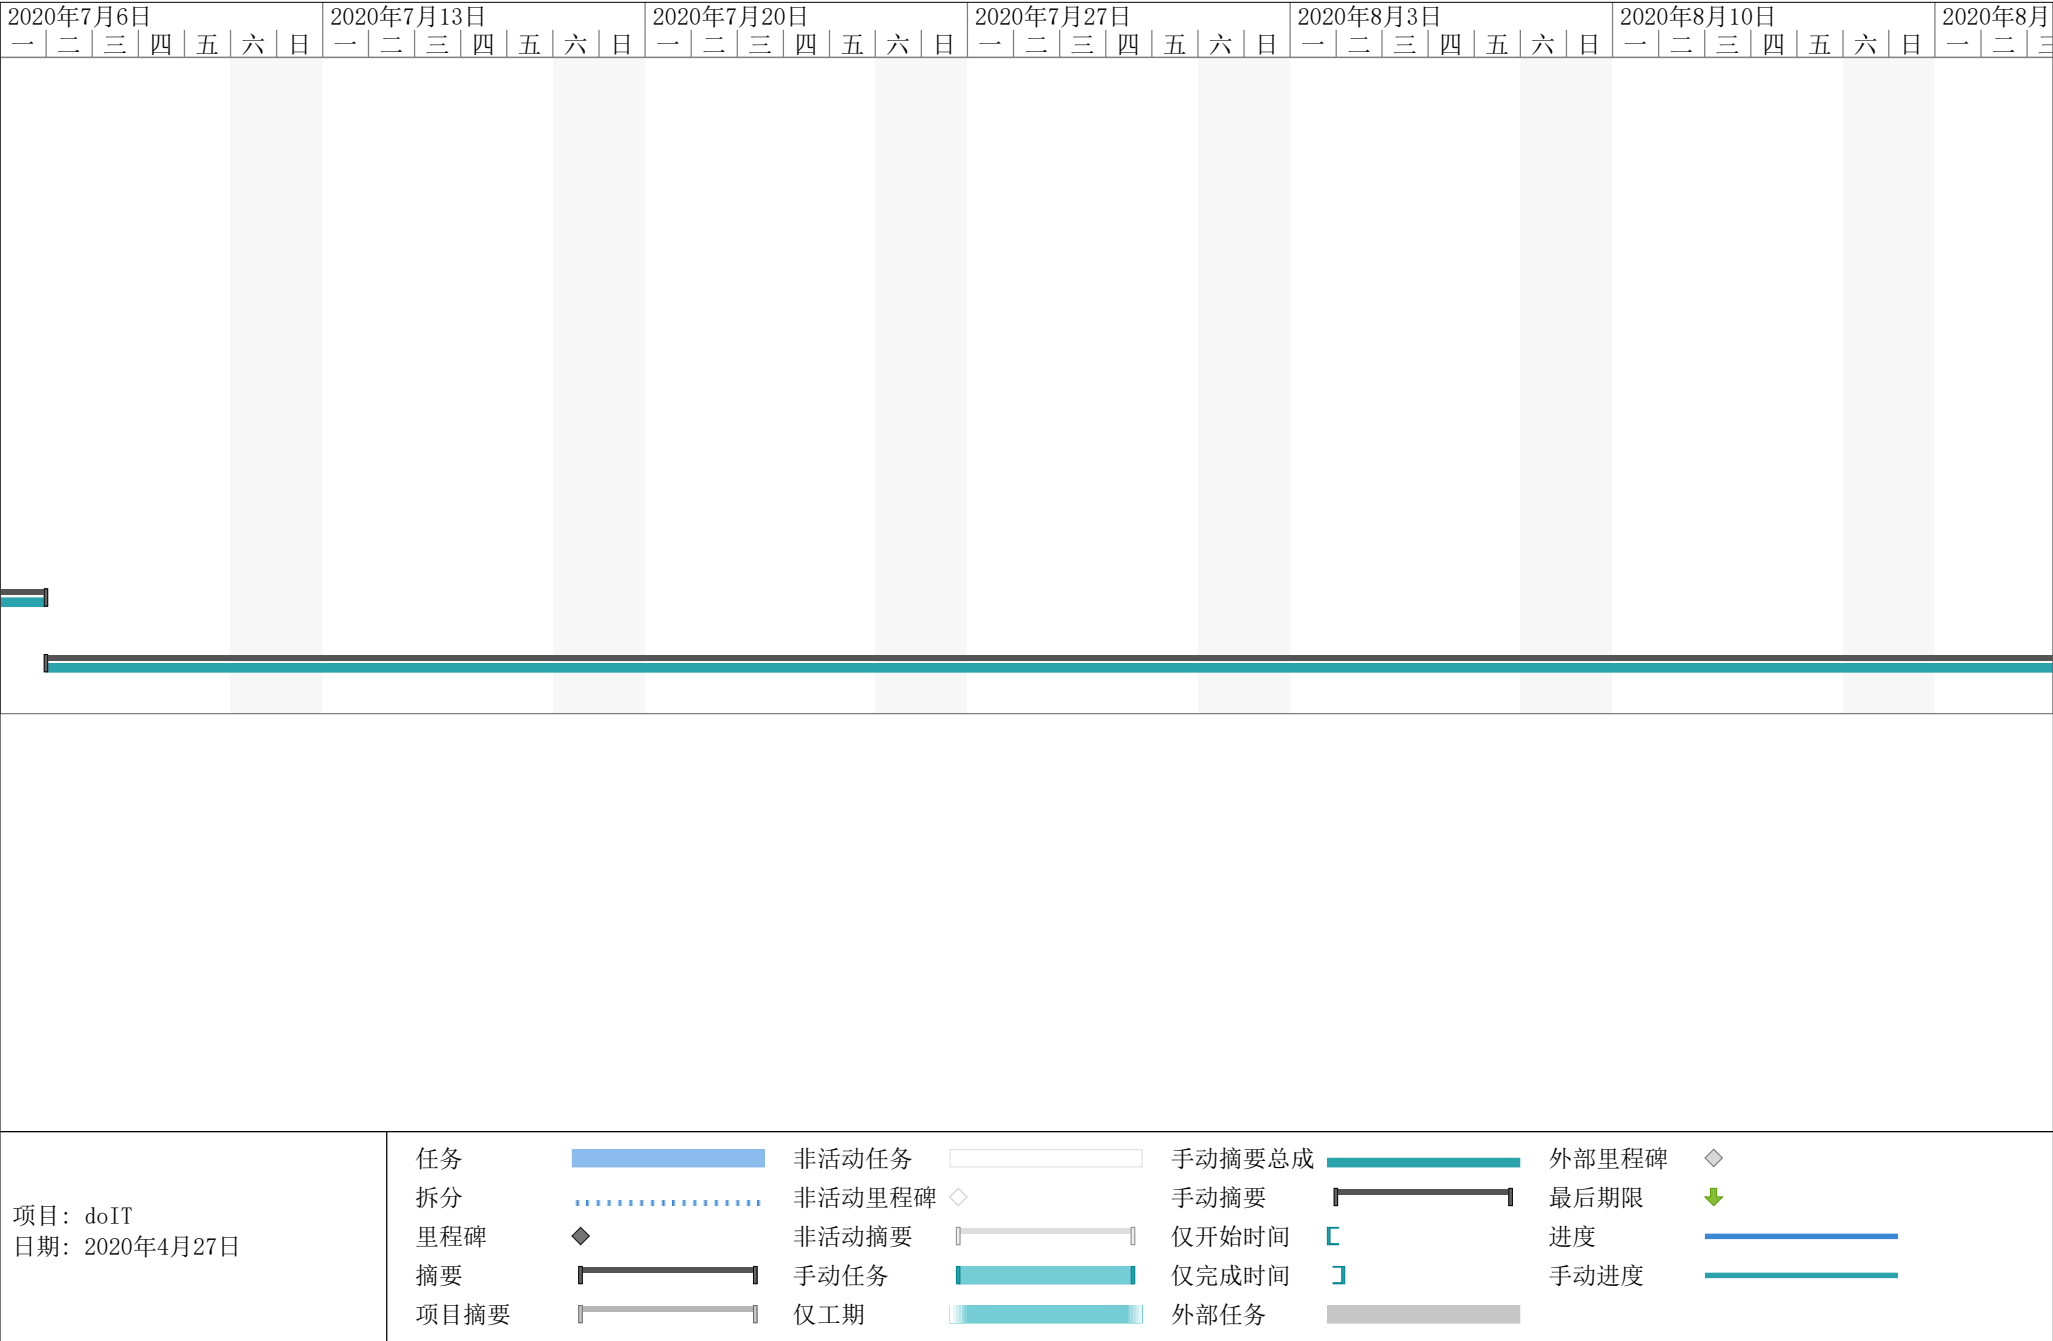 2020年7月6日 2020年7月13日 2020年7月20日 2020年7月27日 2020年8月3日 2020年8月10日 2020年8月
一 二 三 四 五 六 日 一 二 三 四 五 六 日 一 二 三 四 五 六 日 一 二 三 四 五 六 日 一 二 三 四 五 六 日 一 二 三 四 五 六 日 一 二 三
项目: doIT
日期: 2020年4月27日
任务 非活动任务 手动摘要总成 外部里程碑
拆分 非活动里程碑 手动摘要 最后期限
里程碑 非活动摘要 仅开始时间 进度
摘要 手动任务 仅完成时间 手动进度
项目摘要 仅工期 外部任务